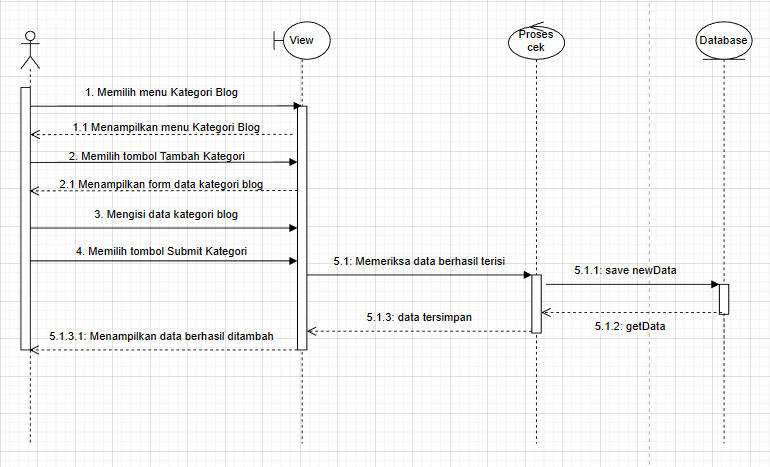 View
Proses
cek
Database
1. Memilih menu Kategori Blog
1.1 Menampilkan menu Kategori Blog
2. Memilih tombol Tambah Kategori
2.1 Menampilkan form data kategori blog
3. Mengisi data kategori blog
4. Memilih tombol Submit Kategori
5.1: Memeriksa data berhasil terisi
5.1.1: save newData
5.1.3: data tersimpan
5.1.2: getData
5.1.3.1: Menampilkan data berhasil ditambah